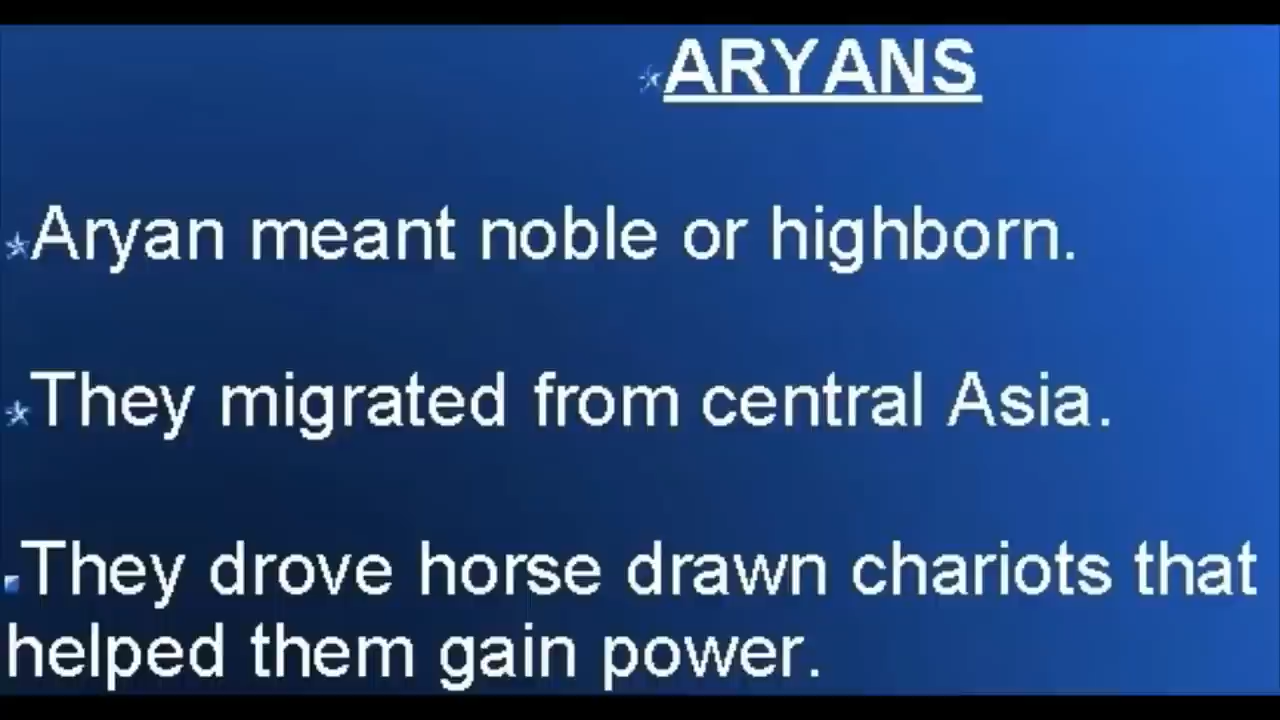 ARYANS
Aryan meant noble or highborn.
They migrated from central Asia.
They drove horse drawn chariots that
helped them gain power.